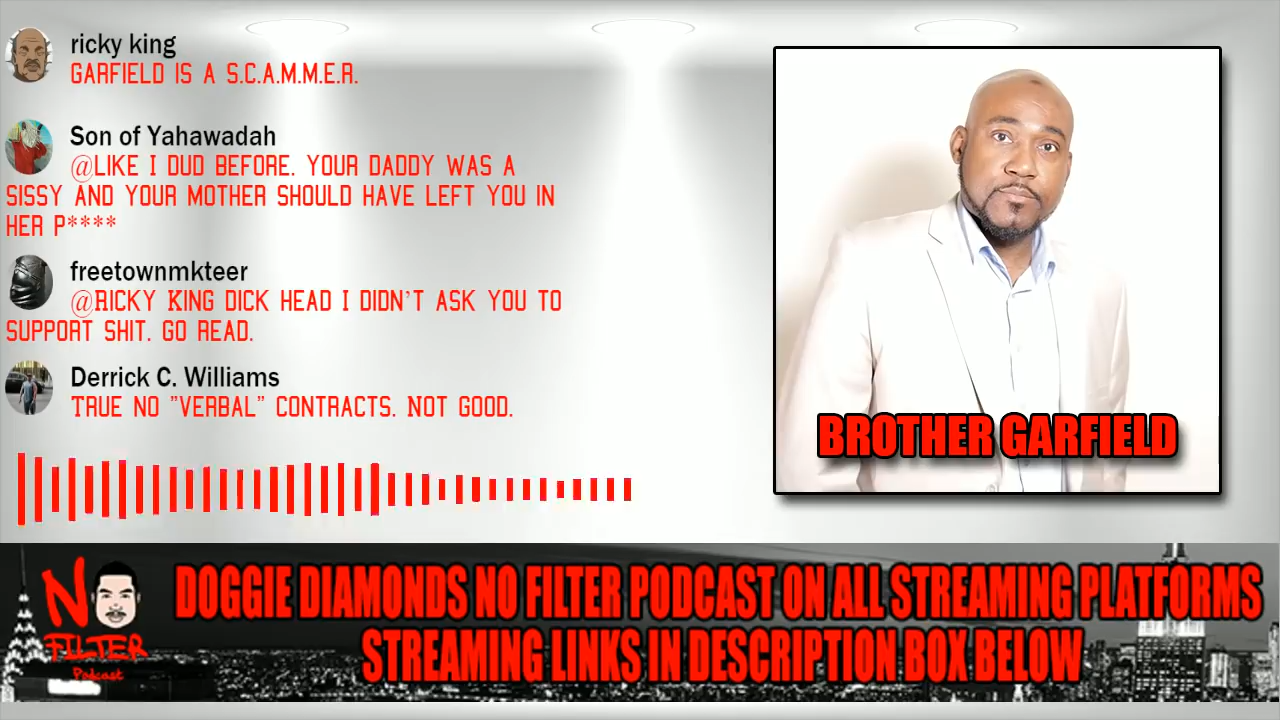 ricky king
GARFIELD IS A S.C.A.M.M.E.R.
Son of Yahawadah
@LIKE I DUD BEFORE. YOUR DADDY WAS A
SISSY AND YOUR MOTHER SHOULD HAVE LEFT YOU IN
HER P****
freetownmkteer
@RICKY KING DICK HEAD I DIDN'T ASK YOU TO
SUPPORT SHIT. GO READ.
Derrick C. Williams
TRUE NO "VERBAL" CONTRACTS. NOT GOOD.
BROTHER GARFIELD
NO
FILTER
Podcast
DOGGIE DIAMONDS NO FILTER PODCAST ON ALL STREAMING PLATFORMS
STREAMING LINKS IN DESCRIPTION BOX BELOW